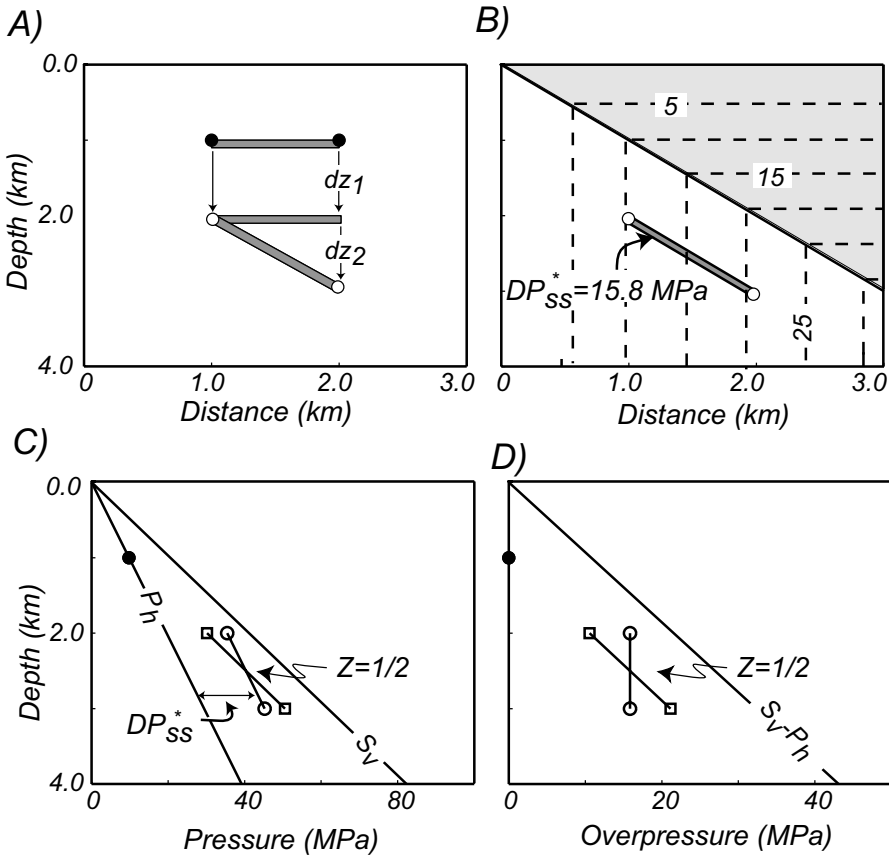 A)
0.0
2.0
4.0
Depth (km)
dz1
dz2
0
1.0
2.0
3.0
Distance (km)
B)
5
15
25
DP*ss=15.8 MPa
0
1.0
2.0
3.0
Distance (km)
C)
0.0
2.0
4.0
Depth (km)
Ph
Z=1/2
DP*ss
Sv
0
40
80
Pressure (MPa)
D)
Z=1/2
Sv-Ph
0
20
40
Overpressure (MPa)